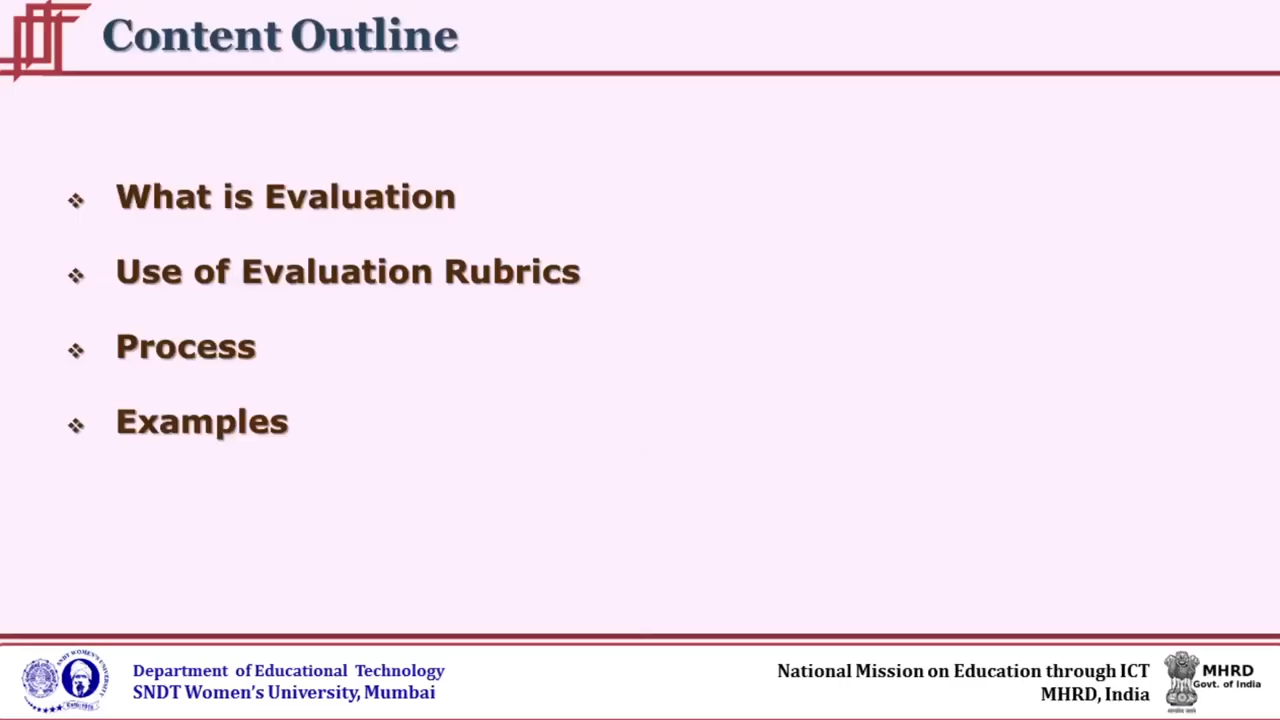 Content Outline
What is Evaluation
Use of Evaluation Rubrics
Process
Examples
Department of Educational Technology
SNDT Women's University, Mumbai
National Mission on Education through ICT
MHRD, India
MHRD
Govt. of India